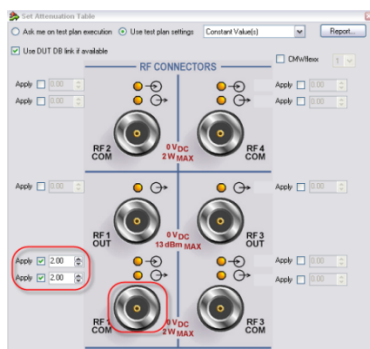 Set Attenuation Table
Ask me on test plan execution Use test plan settings Constant Value(s) Report...
Use DUT DB link if available
RF CONNECTORS
CMWflexx 1
Apply 0.00 Apply 0.00
Apply 0.00 Apply 0.00
RF 2 COM 0 VDC 2 W MAX RF 4 COM
Apply 0.00 Apply 0.00
RF 1 OUT 0 VDC 13 dBm MAX RF 3 OUT
Apply 2.00 Apply 0.00
Apply 2.00 Apply 0.00
RF1 COM 0 VDC 2 W MAX RF 3 COM